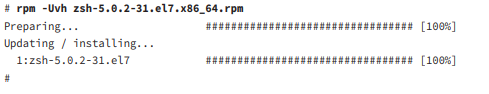 # rpm -Uvh zsh-5.0.2-31.el7.x86_64.rpm
Preparing... ################################# [100%]
Updating / installing...
1:zsh-5.0.2-31.el7 ################################# [100%]
#